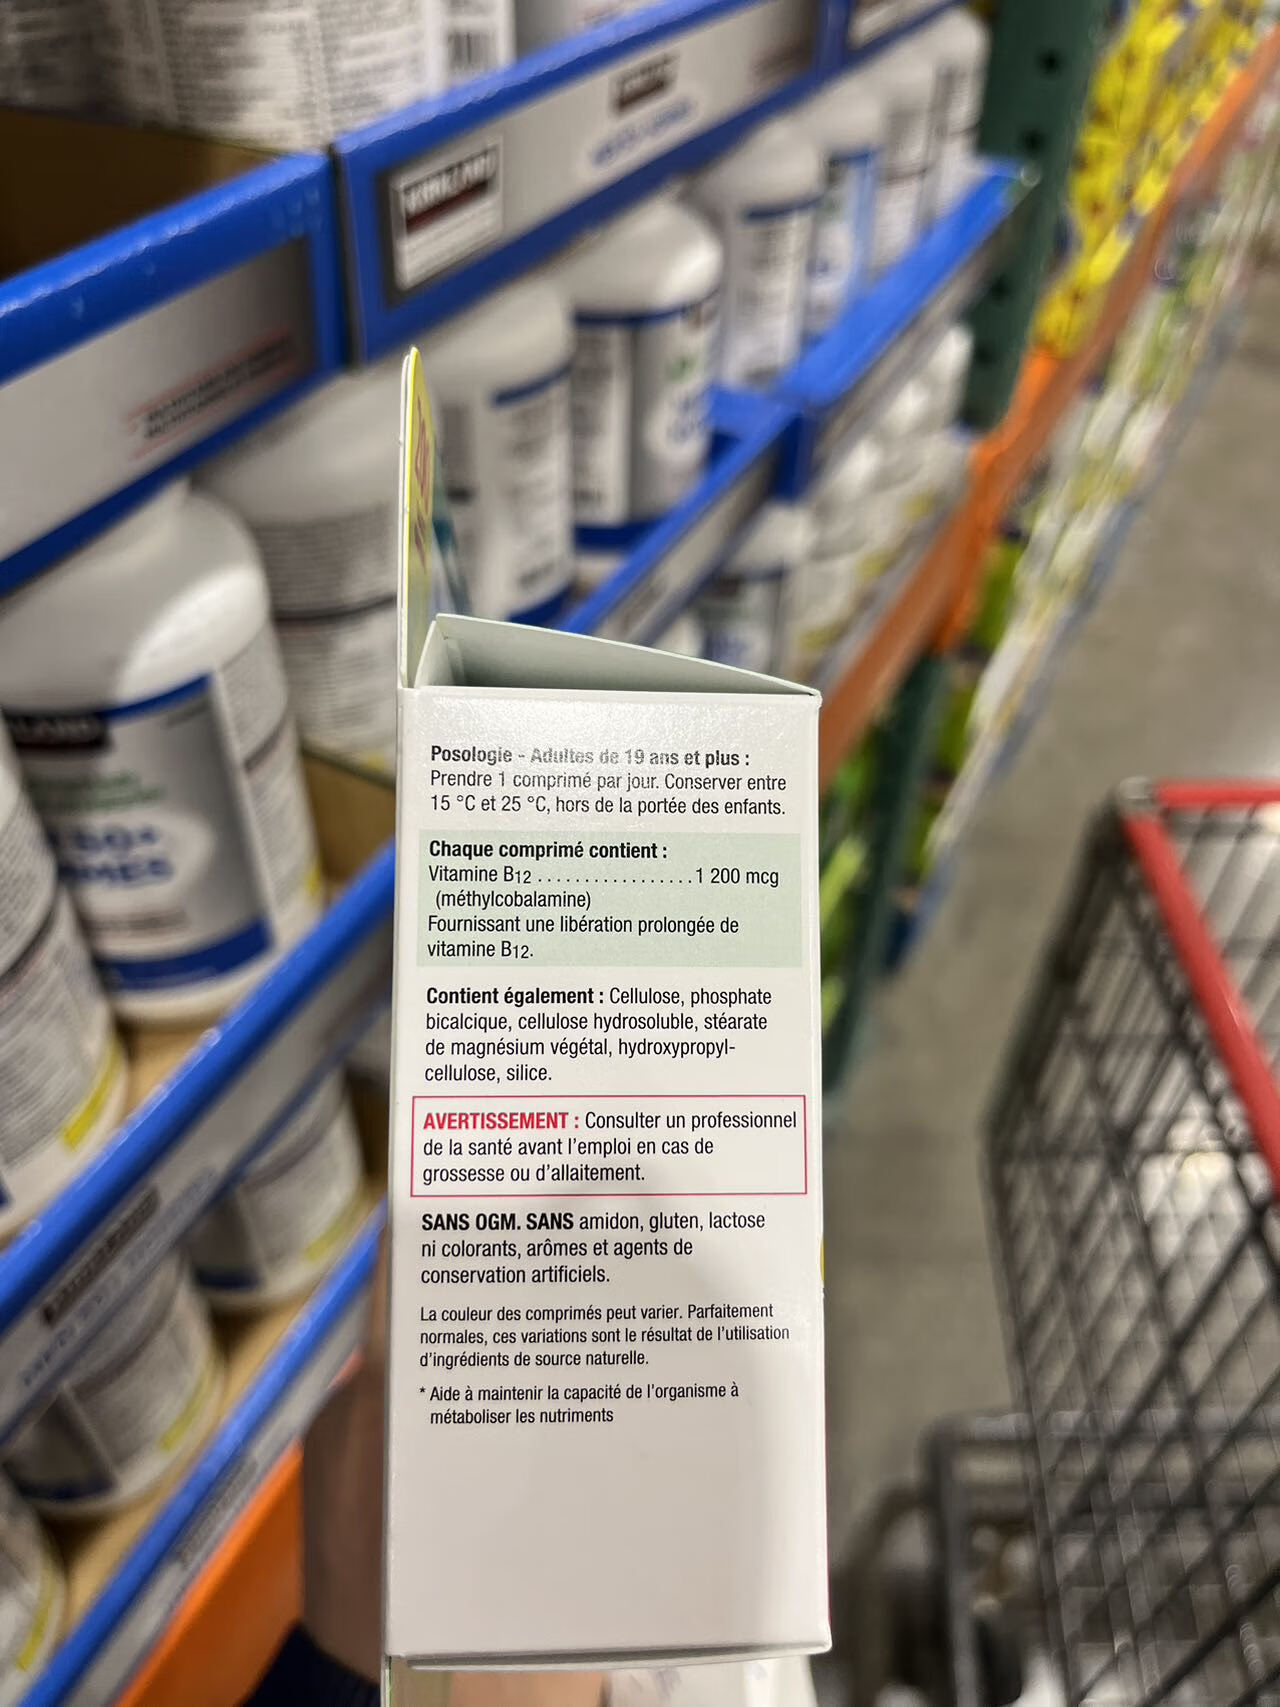 KIRKLAND
Posologie - Adultes de 19 ans et plus :
Prendre 1 comprimé par jour. Conserver entre
15 °C et 25 °C, hors de la portée des enfants.
Chaque comprimé contient :
Vitamine B12 .................1 200 mcg
(méthylcobalamine)
Fournissant une libération prolongée de
vitamine B12.
Contient également : Cellulose, phosphate
bicalcique, cellulose hydrosoluble, stéarate
de magnésium végétal, hydroxypropyl-
cellulose, silice.
AVERTISSEMENT : Consulter un professionnel
de la santé avant l'emploi en cas de
grossesse ou d'allaitement.
SANS OGM. SANS amidon, gluten, lactose
ni colorants, arômes et agents de
conservation artificiels.
La couleur des comprimés peut varier. Parfaitement
normales, ces variations sont le résultat de l'utilisation
d'ingrédients de source naturelle.
* Aide à maintenir la capacité de l'organisme à
métaboliser les nutriments